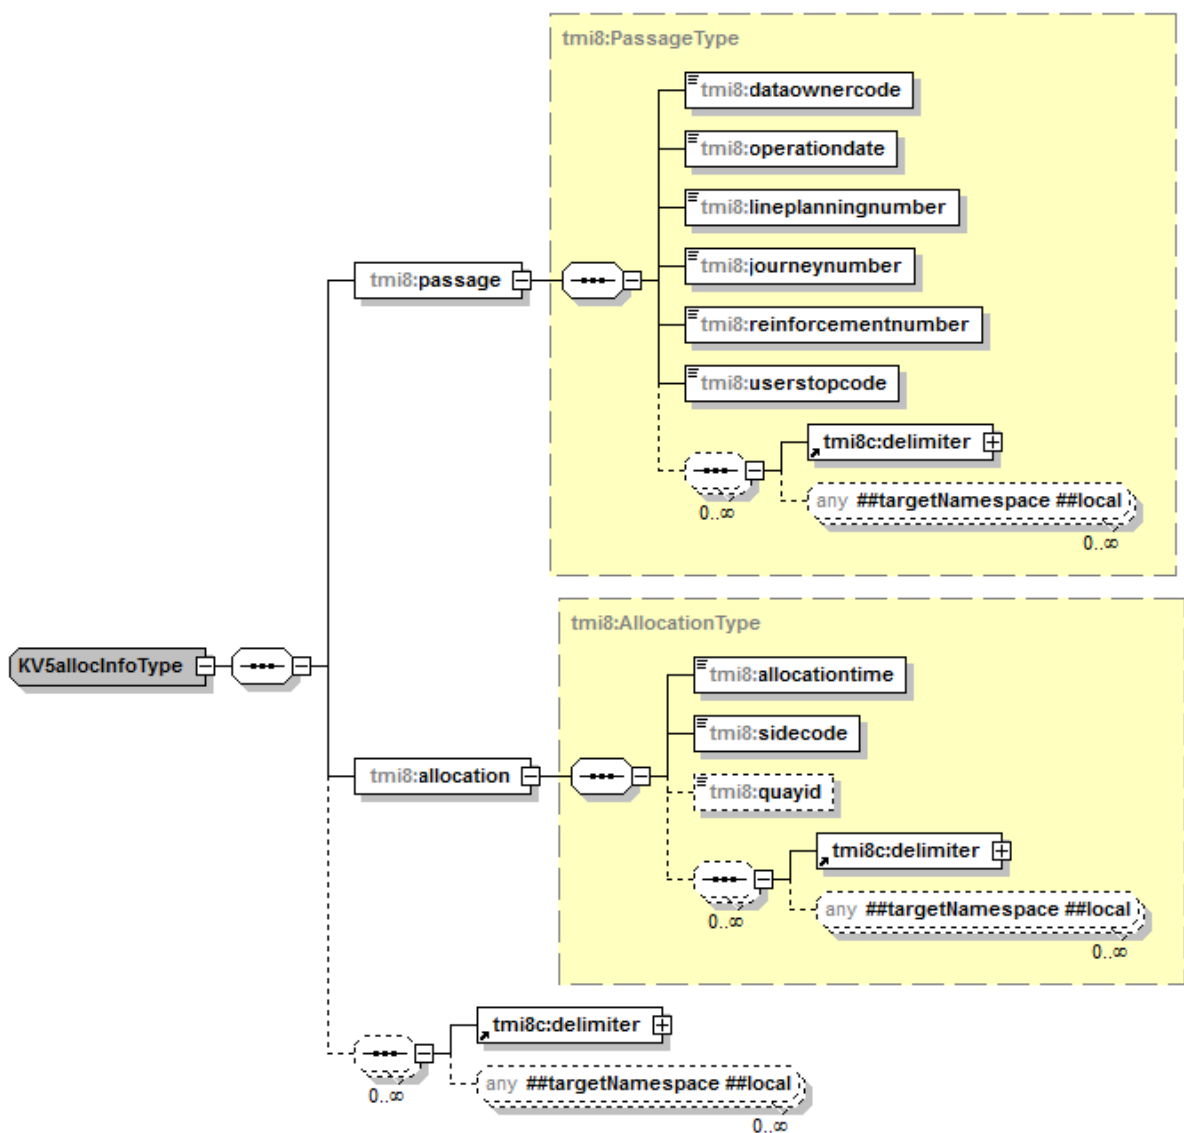 tmi8:PassageType
tmi8:dataownercode
tmi8:operationdate
tmi8:lineplanningnumber
tmi8:passage
tmi8:journeynumber
tmi8:reinforcementnumber
tmi8:userstopcode
tmi8c:delimiter
any ##targetNamespace ##local
0..∞
0..∞
tmi8:AllocationType
KV5allocInfoType
tmi8:allocationtime
tmi8:sidecode
tmi8:allocation
tmi8:quayid
tmi8c:delimiter
any ##targetNamespace ##local
0..∞
0..∞
tmi8c:delimiter
any ##targetNamespace ##local
0..∞
0..∞